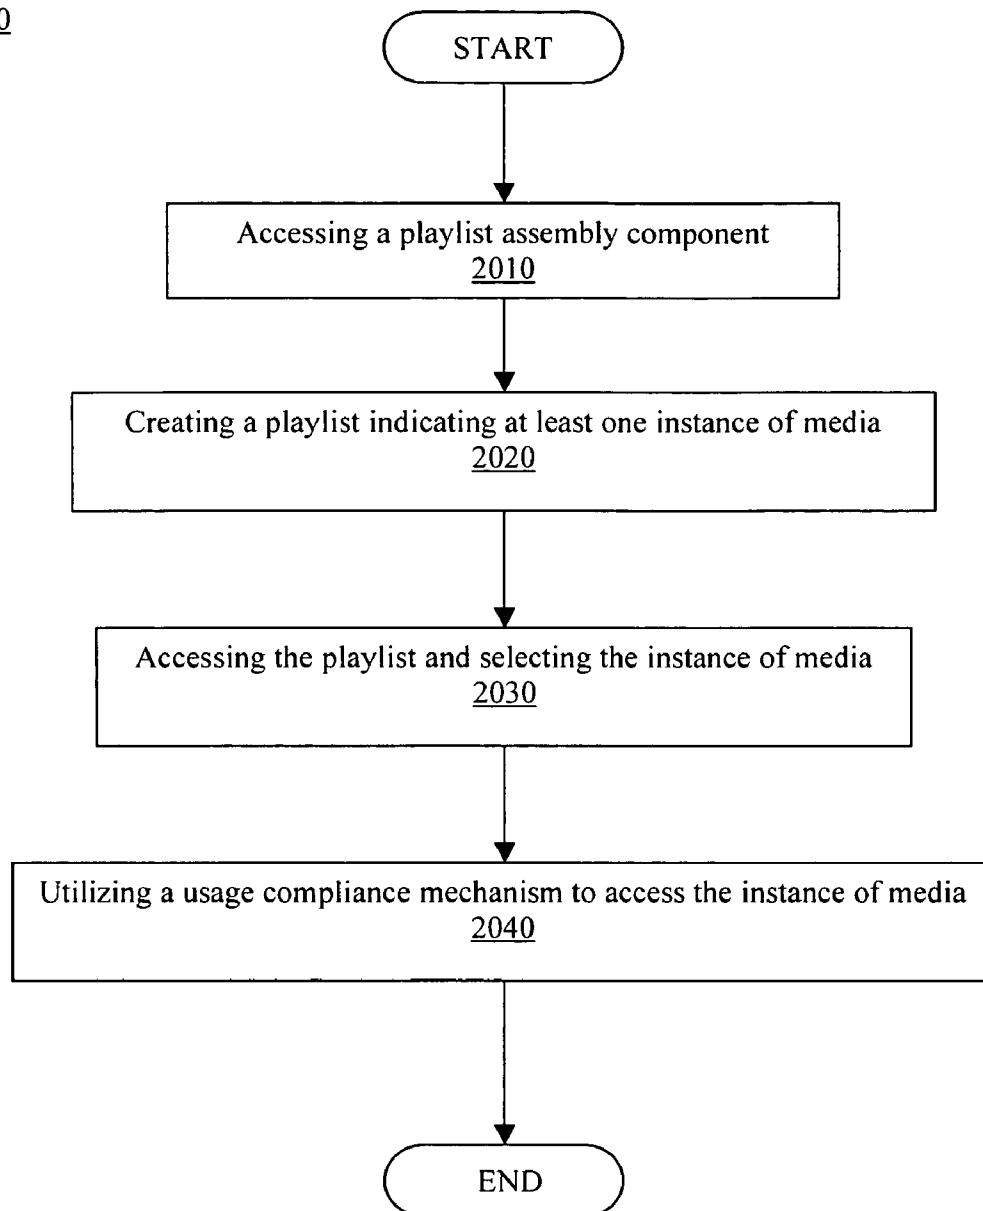 0
START
Accessing a playlist assembly component
2010
Creating a playlist indicating at least one instance of media
2020
Accessing the playlist and selecting the instance of media
2030
Utilizing a usage compliance mechanism to access the instance of media
2040
END